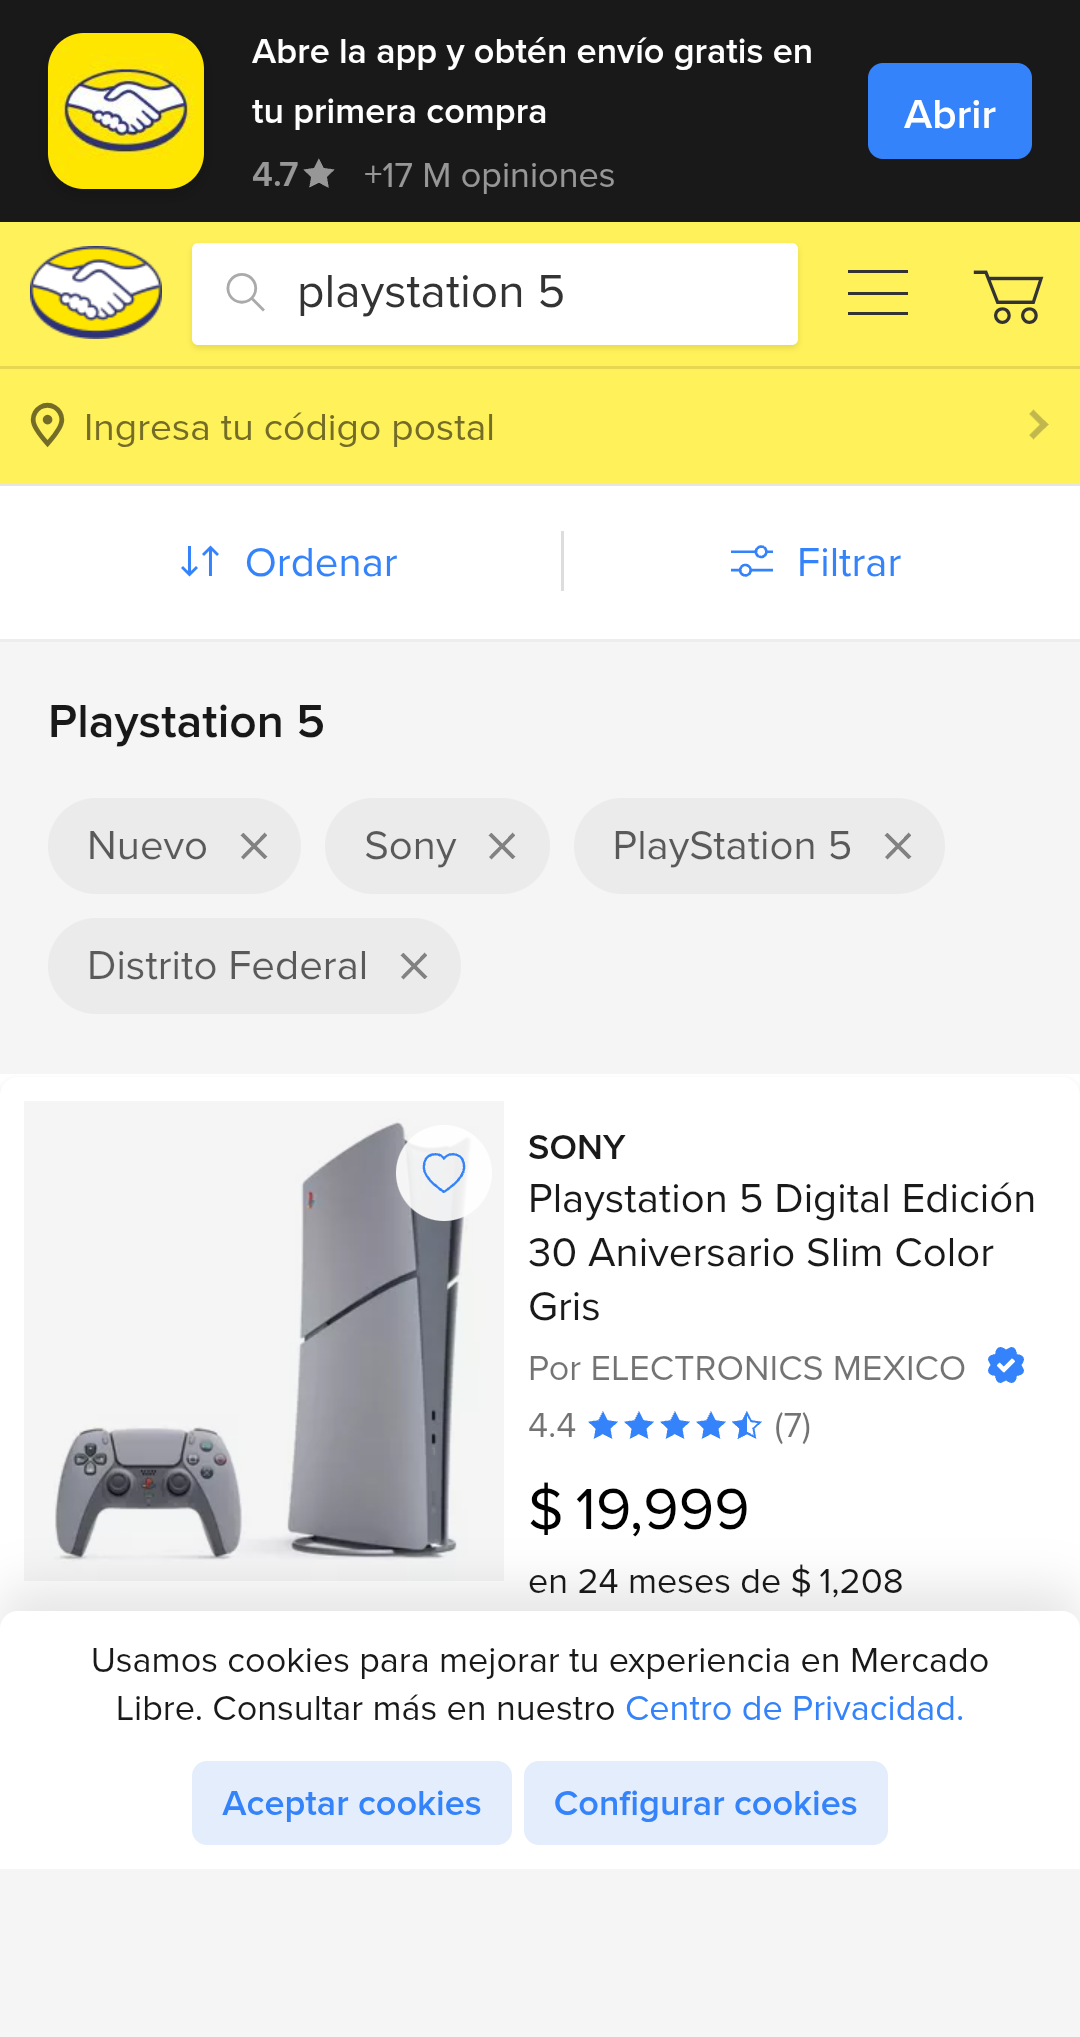 Abre la app y obtén envío gratis en
tu primera compra
4.7 +17 M opiniones
Abrir
playstation 5
Ingresa tu código postal
Ordenar
Filtrar
Playstation 5
Nuevo
Sony
PlayStation 5
Distrito Federal
SONY
Playstation 5 Digital Edición
30 Aniversario Slim Color
Gris
Por ELECTRONICS MEXICO
4.4 (7)
$ 19,999
en 24 meses de $ 1,208
Usamos cookies para mejorar tu experiencia en Mercado
Libre. Consultar más en nuestro Centro de Privacidad.
Aceptar cookies
Configurar cookies